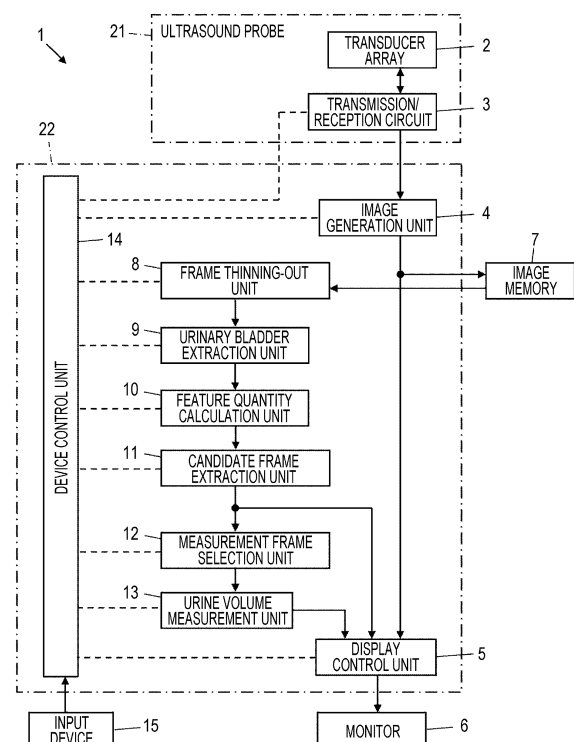 1
21
ULTRASOUND PROBE
TRANSDUCER
ARRAY
2
TRANSMISSION/
RECEPTION CIRCUIT
3
22
14
DEVICE CONTROL UNIT
IMAGE
GENERATION UNIT
4
7
IMAGE
MEMORY
8
FRAME THINNING-OUT
UNIT
9
URINARY BLADDER
EXTRACTION UNIT
10
FEATURE QUANTITY
CALCULATION UNIT
11
CANDIDATE FRAME
EXTRACTION UNIT
12
MEASUREMENT FRAME
SELECTION UNIT
13
URINE VOLUME
MEASUREMENT UNIT
DISPLAY
CONTROL UNIT
5
INPUT
DEVICE
15
MONITOR
6